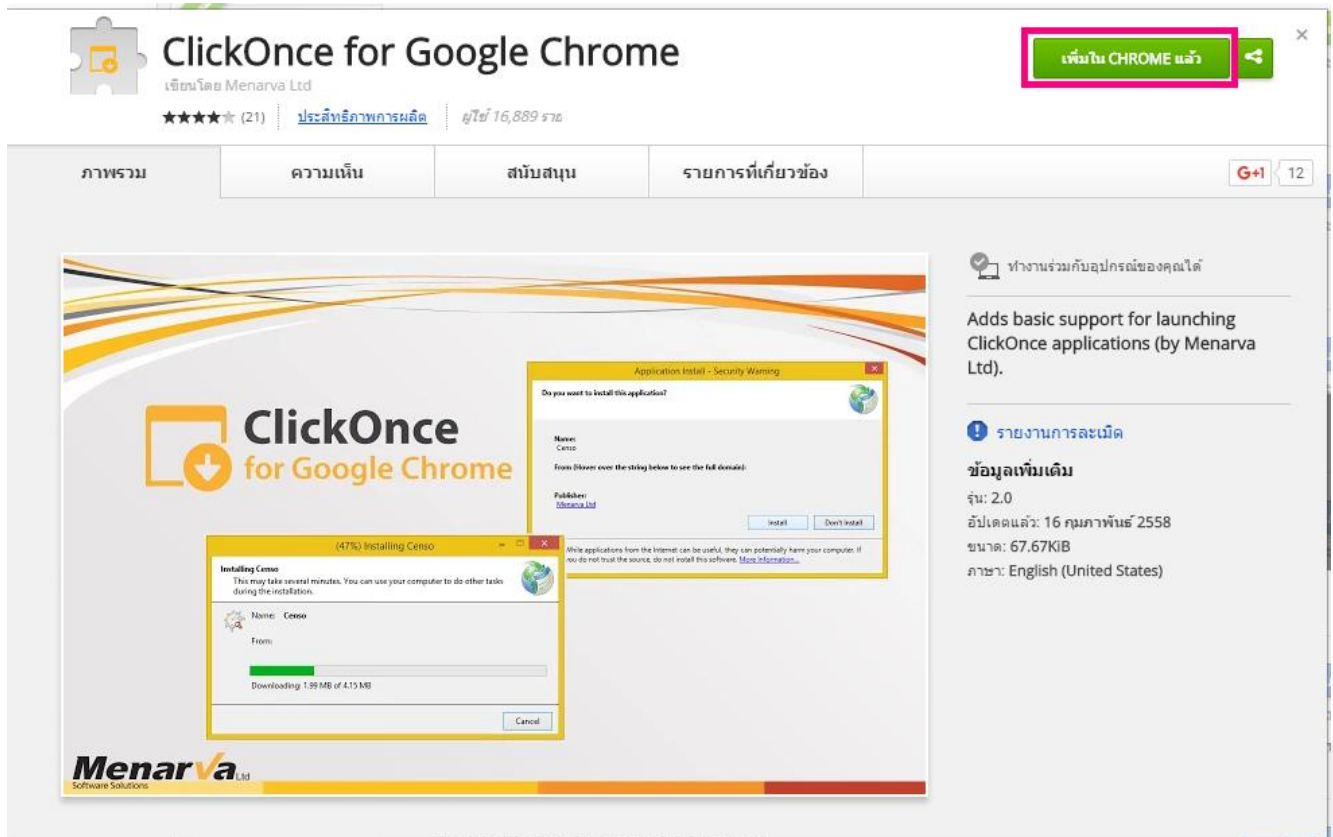 ClickOnce for Google Chrome
เขียนโดย Menarva Ltd
(21) ประสิทธิภาพการผลิต ผู้ใช้ 16,889 ราย
เพิ่มใน CHROME แล้ว
ภาพรวม ความเห็น สนับสนุน รายการที่เกี่ยวข้อง
G+1 12
ClickOnce
for Google Chrome
Application Install - Security Warning
Do you want to install this application?
Name:
Censo
From (Hover over the string below to see the full domain):
Publisher:
Menarva Ltd
Install Don't Install
While applications from the Internet can be useful, they can potentially harm your computer. If
you do not trust the source, do not install this software. More Information...
(47%) Installing Censo
Installing Censo
This may take several minutes. You can use your computer to do other tasks
during the installation.
Name: Censo
From:
Downloading: 1.99 MB of 4.15 MB
Cancel
Menarva Ltd
Software Solutions
ทำงานร่วมกับอุปกรณ์ของคุณได้
Adds basic support for launching
ClickOnce applications (by Menarva
Ltd).
รายงานการละเมิด
ข้อมูลเพิ่มเติม
รุ่น: 2.0
อัปเดตแล้ว: 16 กุมภาพันธ์ 2558
ขนาด: 67.67KiB
ภาษา: English (United States)